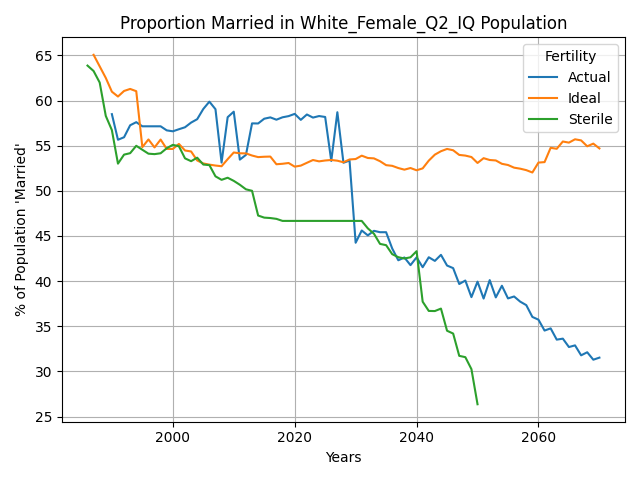 Proportion Married in White_Female_Q2_IQ Population
Fertility
Actual
Ideal
Sterile
% of Population 'Married'
65
60
55
50
45
40
35
30
25
2000 2020 2040 2060
Years